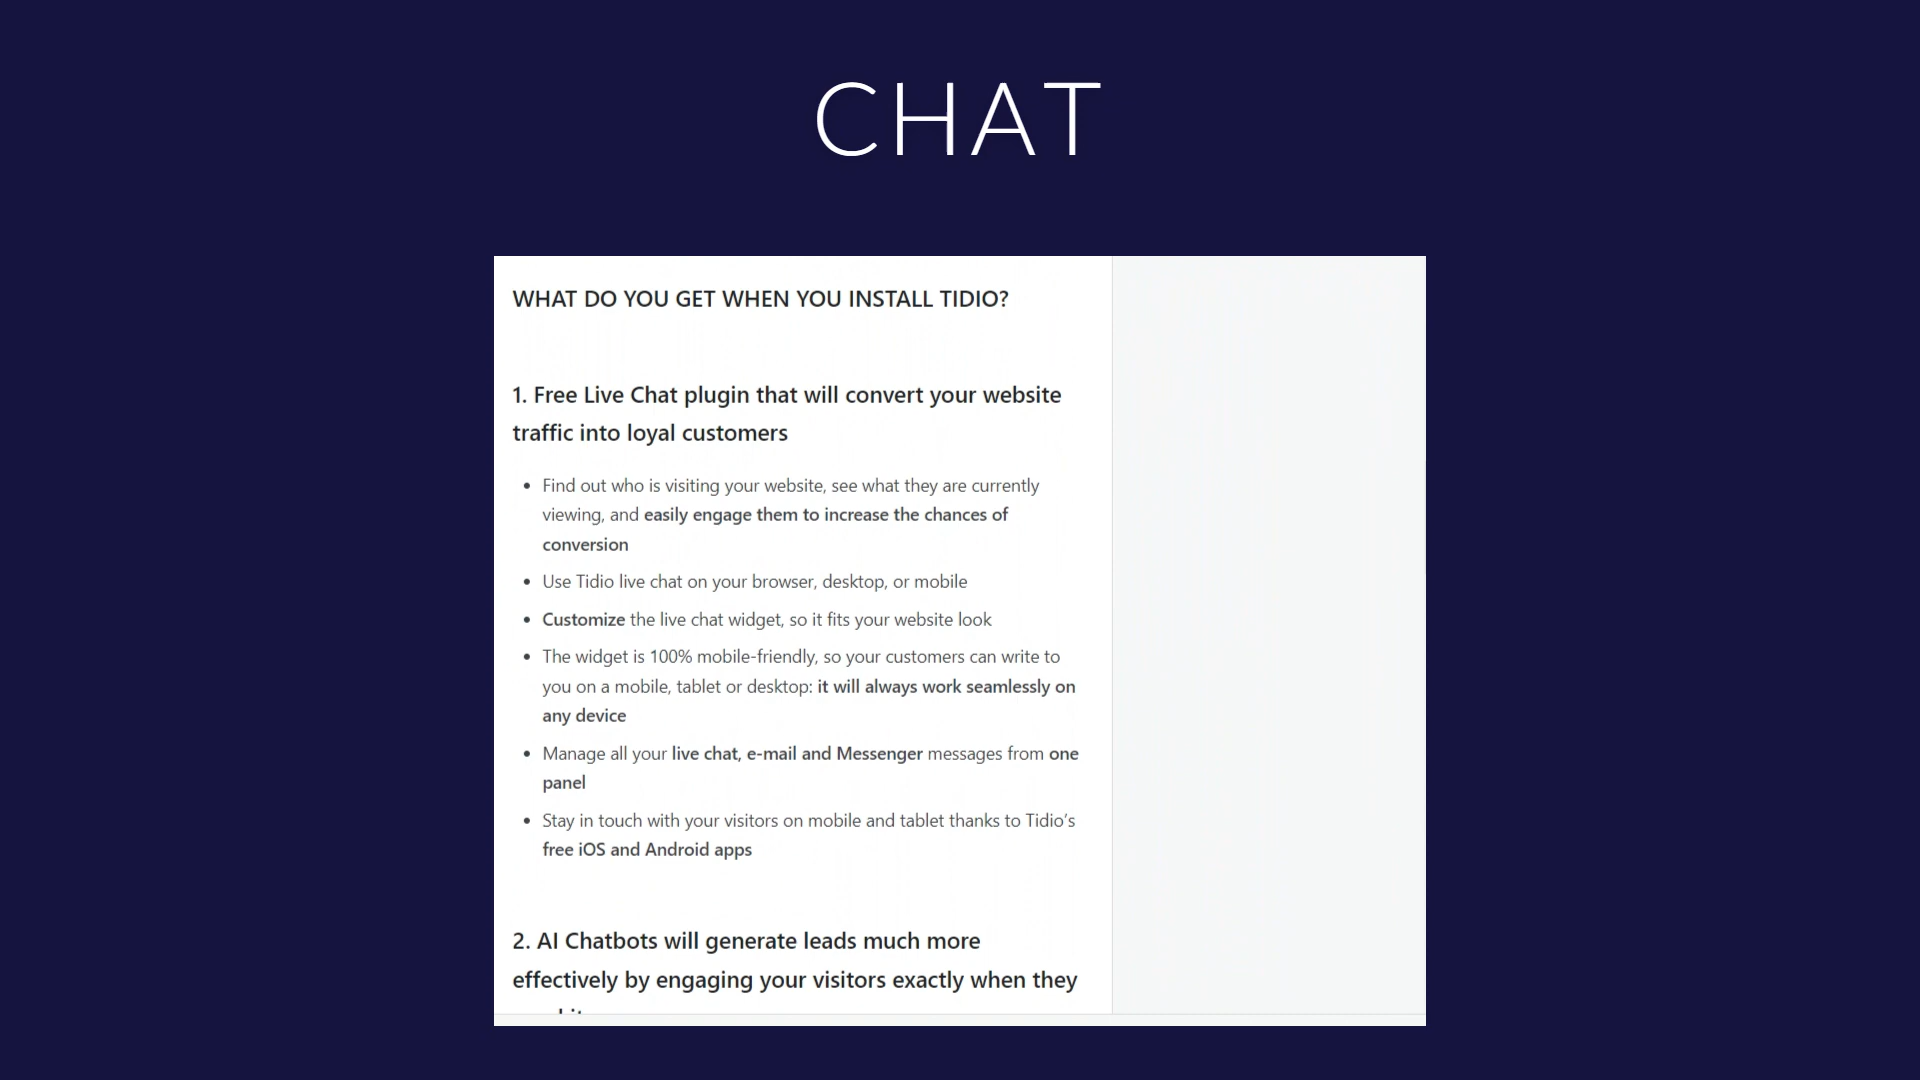 CHAT
WHAT DO YOU GET WHEN YOU INSTALL TIDIO?
1. Free Live Chat plugin that will convert your website
traffic into loyal customers
• Find out who is visiting your website, see what they are currently
viewing, and easily engage them to increase the chances of
conversion
• Use Tidio live chat on your browser, desktop, or mobile
• Customize the live chat widget, so it fits your website look
• The widget is 100% mobile-friendly, so your customers can write to
you on a mobile, tablet or desktop: it will always work seamlessly on
any device
• Manage all your live chat, e-mail and Messenger messages from one
panel
• Stay in touch with your visitors on mobile and tablet thanks to Tidio’s
free iOS and Android apps
2. AI Chatbots will generate leads much more
effectively by engaging your visitors exactly when they